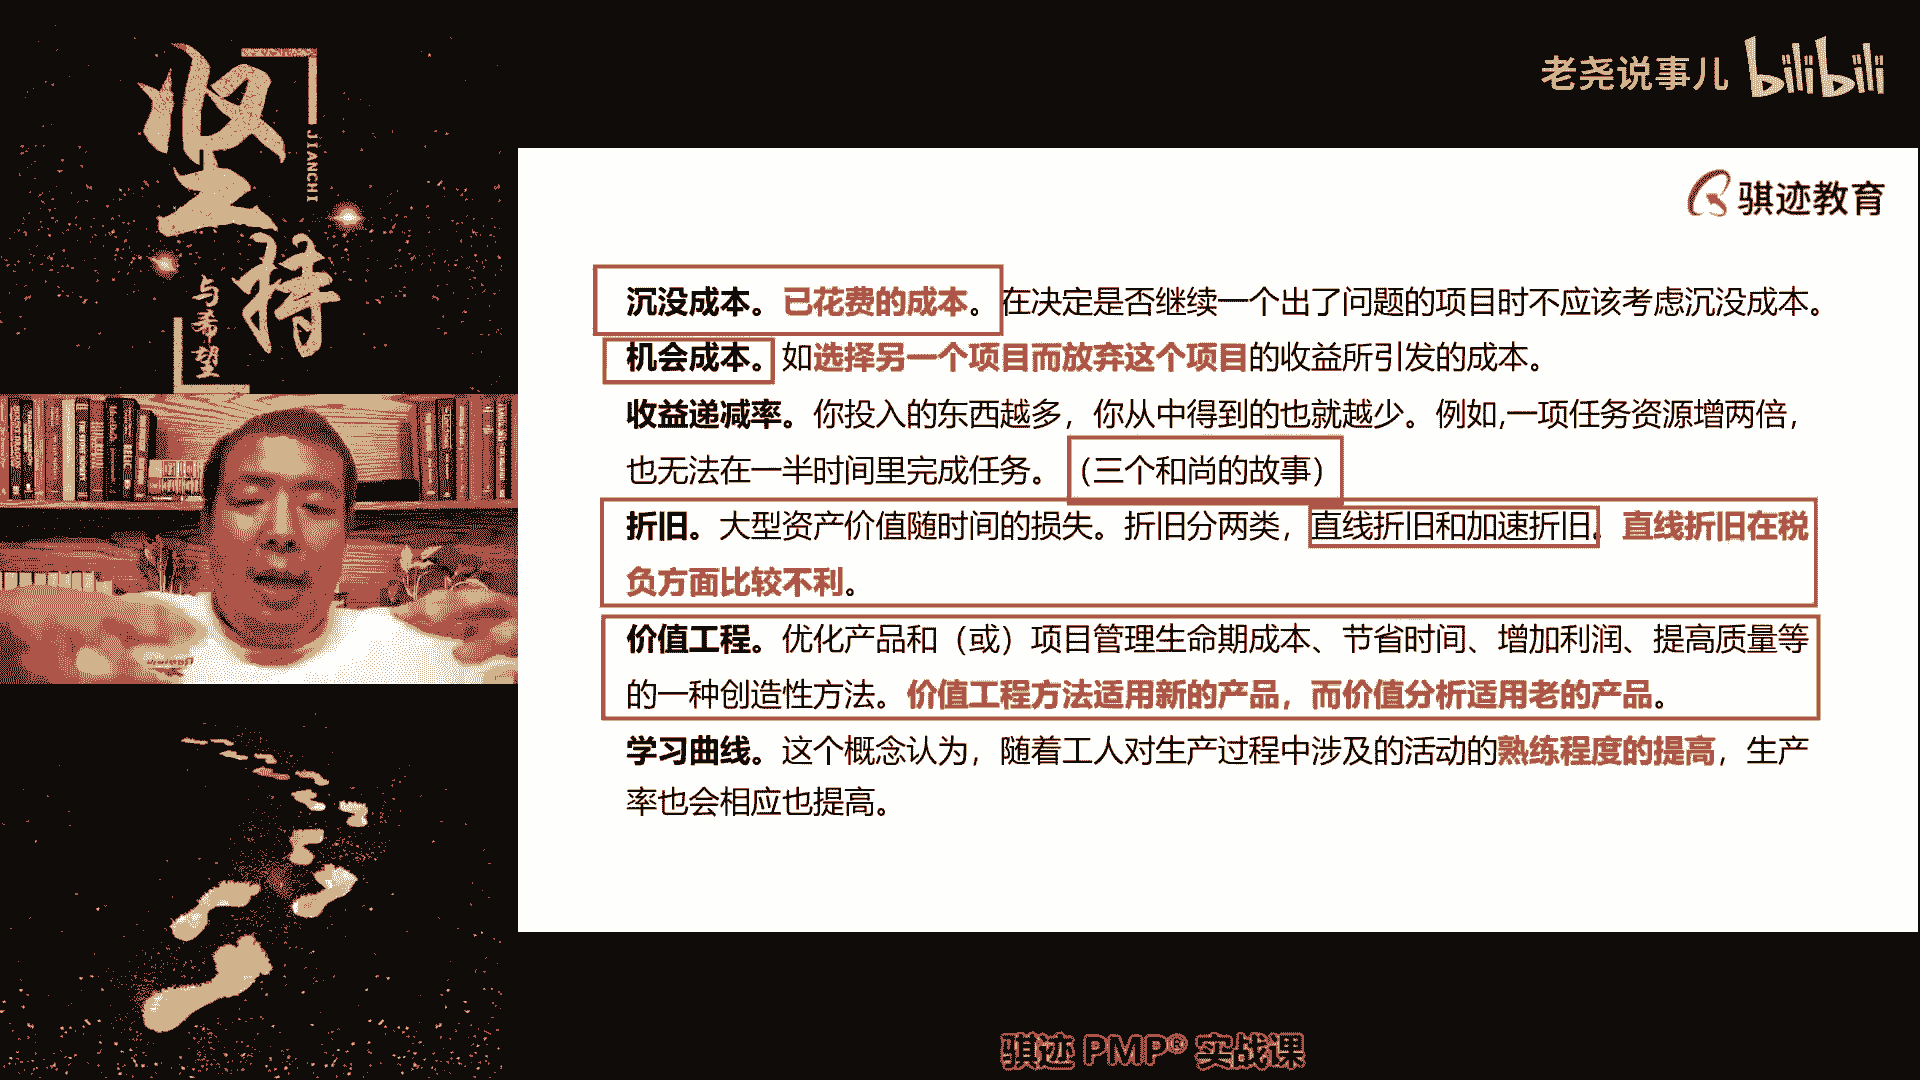 坚持
JIANCHI
与希望
老尧说事儿 bilibili
骐迹教育
沉没成本。已花费的成本。在决定是否继续一个出了问题的项目时不应该考虑沉没成本。
机会成本。如选择另一个项目而放弃这个项目的收益所引发的成本。
收益递减率。你投入的东西越多，你从中得到的也就越少。例如,一项任务资源增两倍，
也无法在一半时间里完成任务。（三个和尚的故事）
折旧。大型资产价值随时间的损失。折旧分两类，直线折旧和加速折旧。直线折旧在税
负方面比较不利。
价值工程。优化产品和（或）项目管理生命期成本、节省时间、增加利润、提高质量等
的一种创造性方法。价值工程方法适用新的产品，而价值分析适用老的产品。
学习曲线。这个概念认为，随着工人对生产过程中涉及的活动的熟练程度的提高，生产
率也会相应也提高。
骐迹 PMP® 实战课